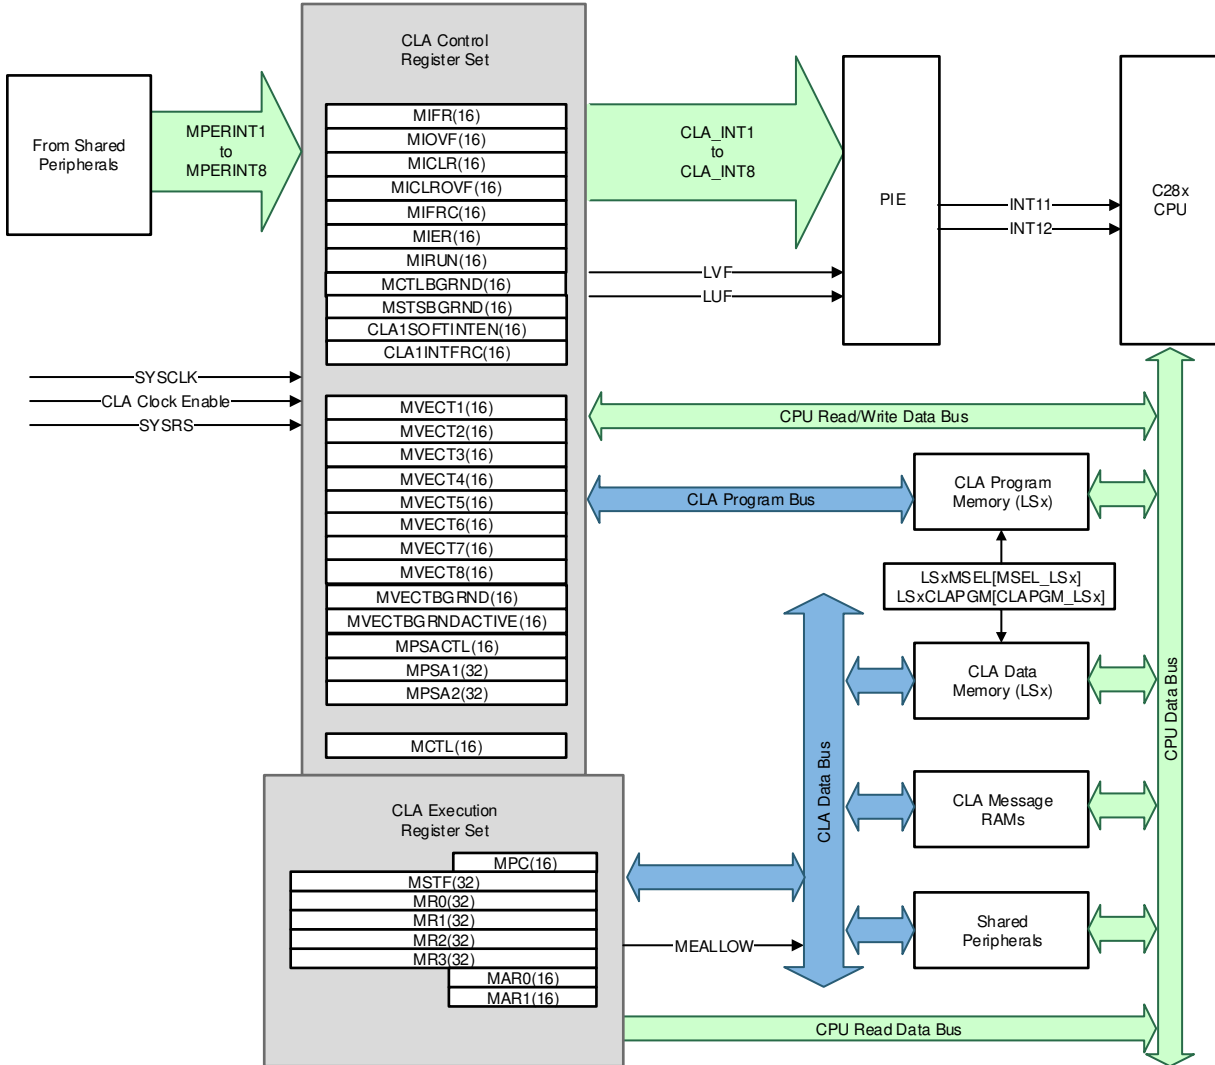 CLA Control
Register Set
MIFR(16)
MIOVF(16)
MICLR(16)
MICLROVF(16)
MIFRC(16)
MIER(16)
MIRUN(16)
MCTLBGRND(16)
MSTSBGRND(16)
CLA1SOFTINTEN(16)
CLA1INTFRC(16)
From Shared
Peripherals
MPERINT1
to
MPERINT8
CLA_INT1
to
CLA_INT8
PIE
INT11
INT12
C28x
CPU
LVF
LUF
SYSCLK
CLA Clock Enable
SYSRS
MVECT1(16)
MVECT2(16)
MVECT3(16)
MVECT4(16)
MVECT5(16)
MVECT6(16)
MVECT7(16)
MVECT8(16)
MVECTBGRND(16)
MVECTBGRNDACTIVE(16)
MPSACTL(16)
MPSA1(32)
MPSA2(32)
MCTL(16)
CPU Read/Write Data Bus
CLA Program Bus
CLA Program
Memory (LSx)
LSxMSEL[MSEL_LSx]
LSxCLAPGM[CLAPGM_LSx]
CLA Data
Memory (LSx)
CLA Message
RAMs
Shared
Peripherals
CLA Data Bus
CPU Data Bus
CLA Execution
Register Set
MPC(16)
MSTF(32)
MR0(32)
MR1(32)
MR2(32)
MR3(32)
MAR0(16)
MAR1(16)
MEALLOW
CPU Read Data Bus